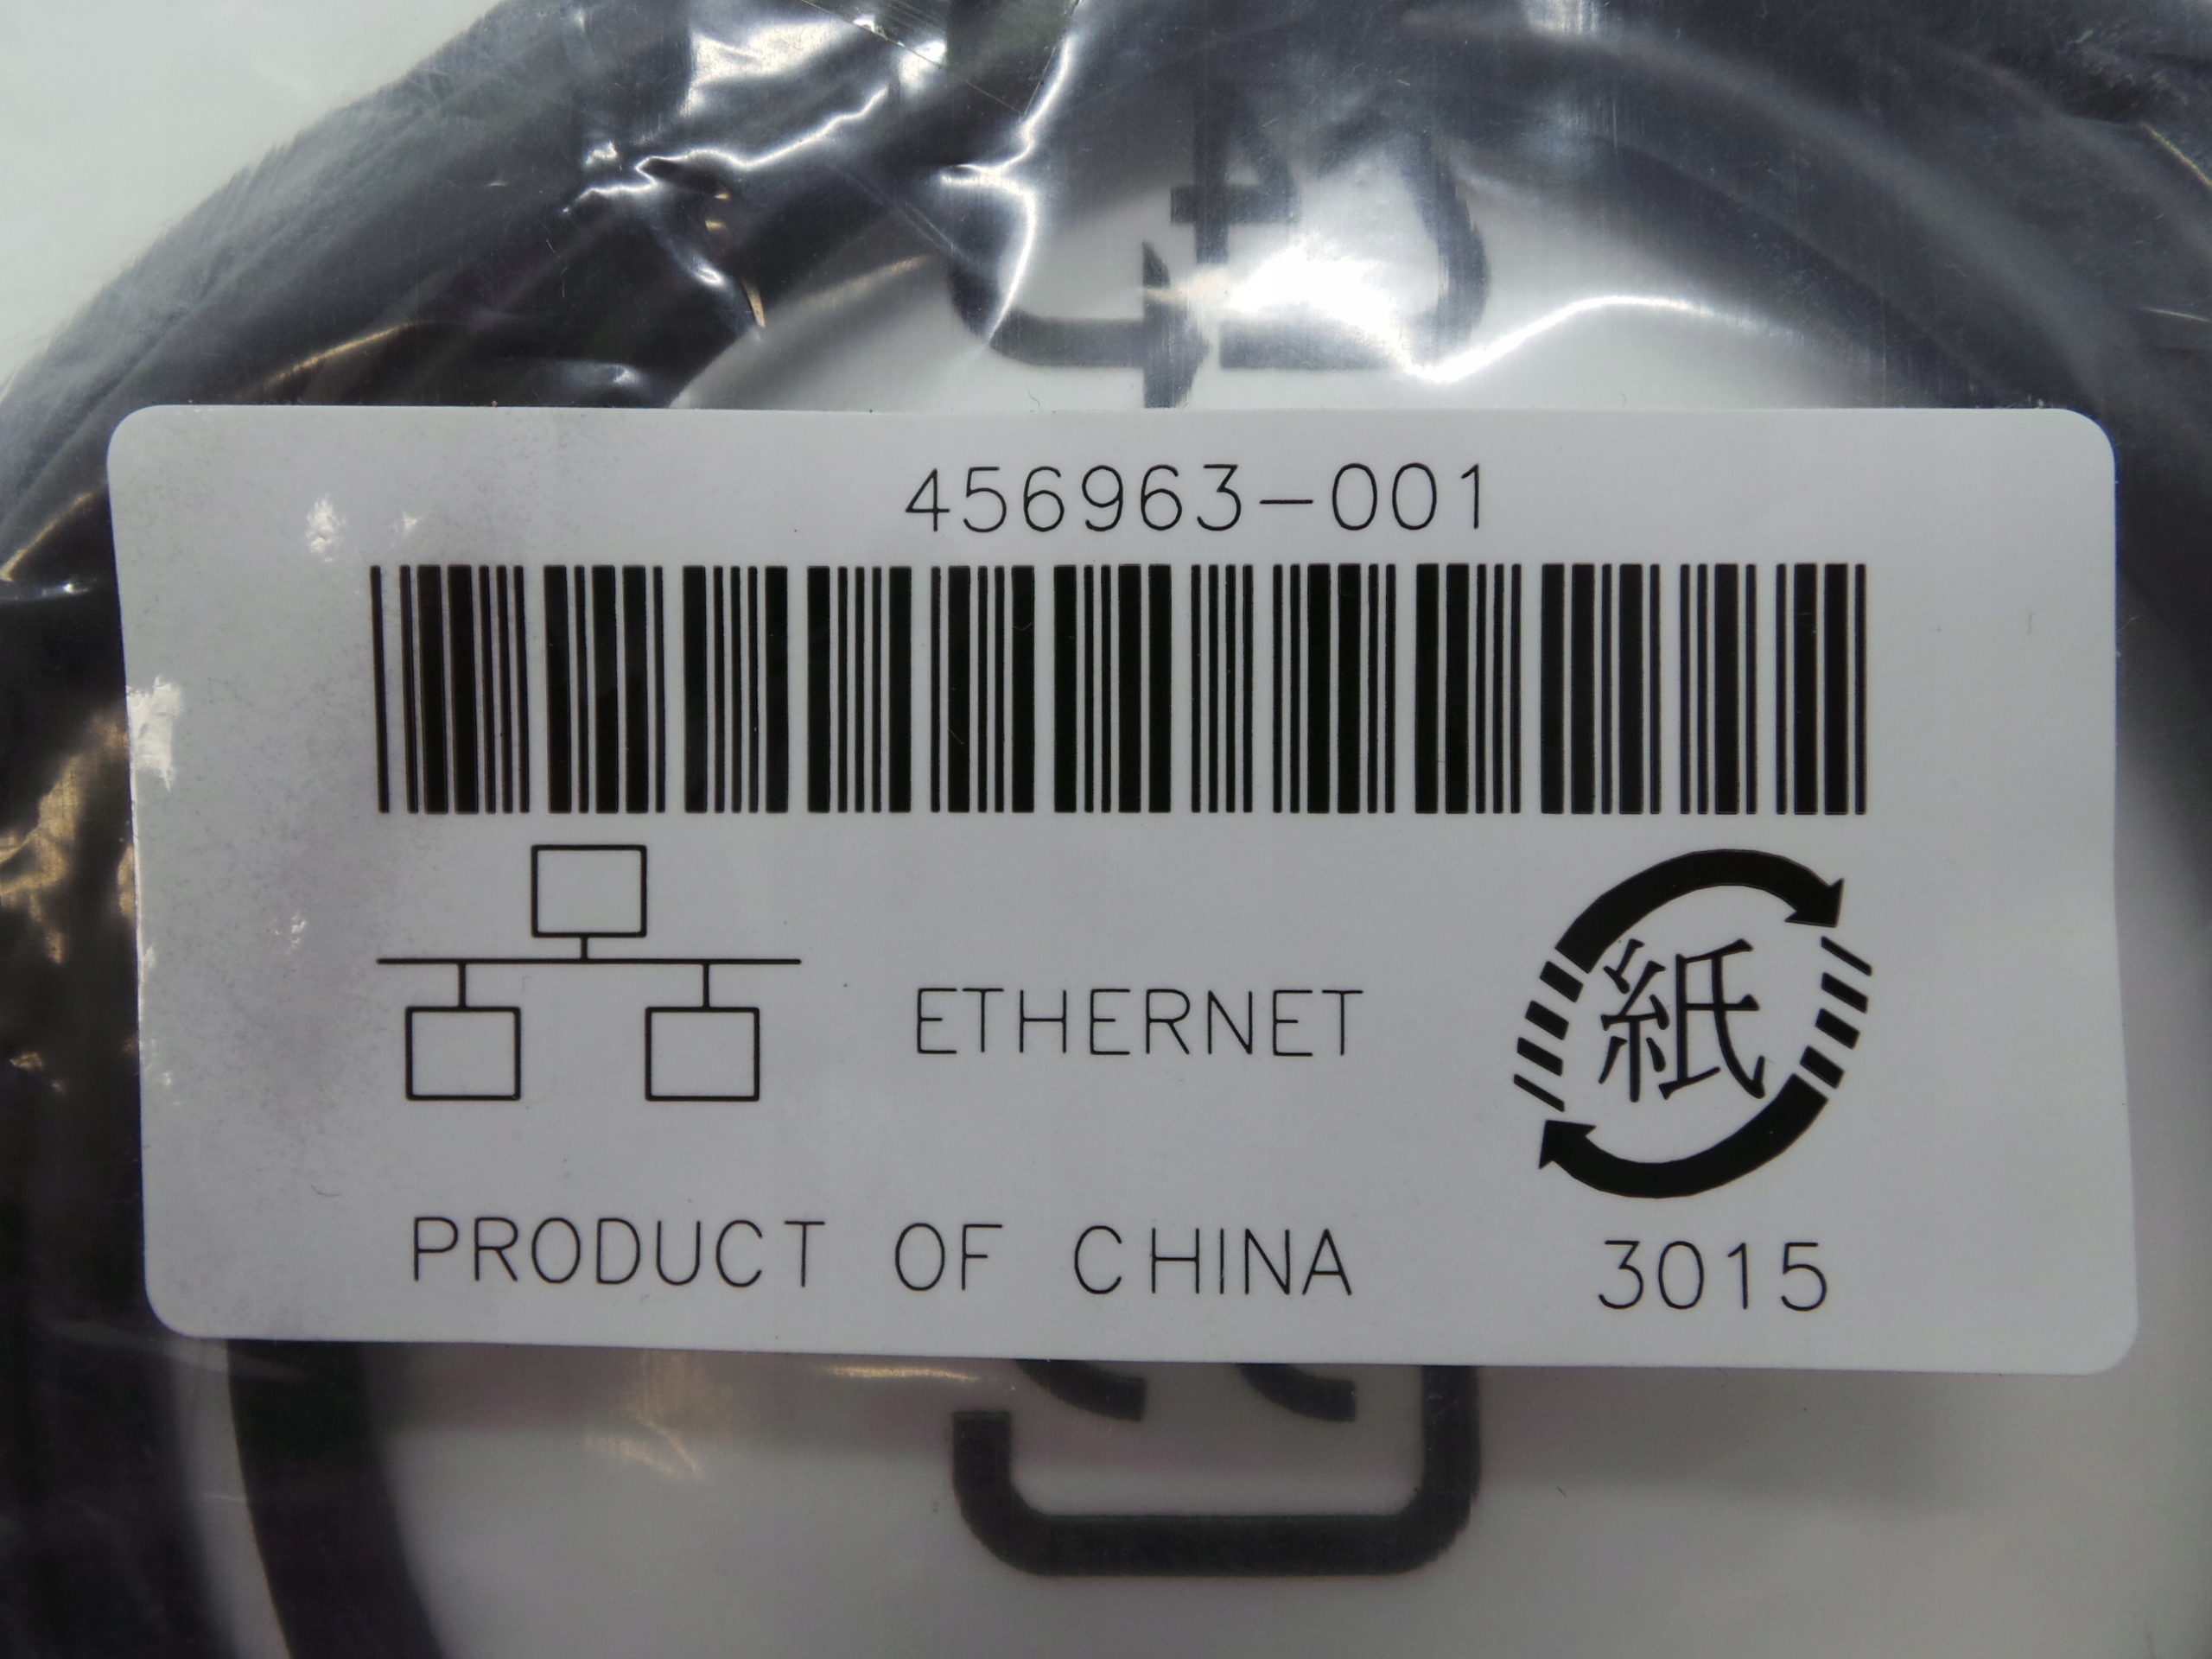 456963-001
ETHERNET
紙
PRODUCT OF CHINA
3015